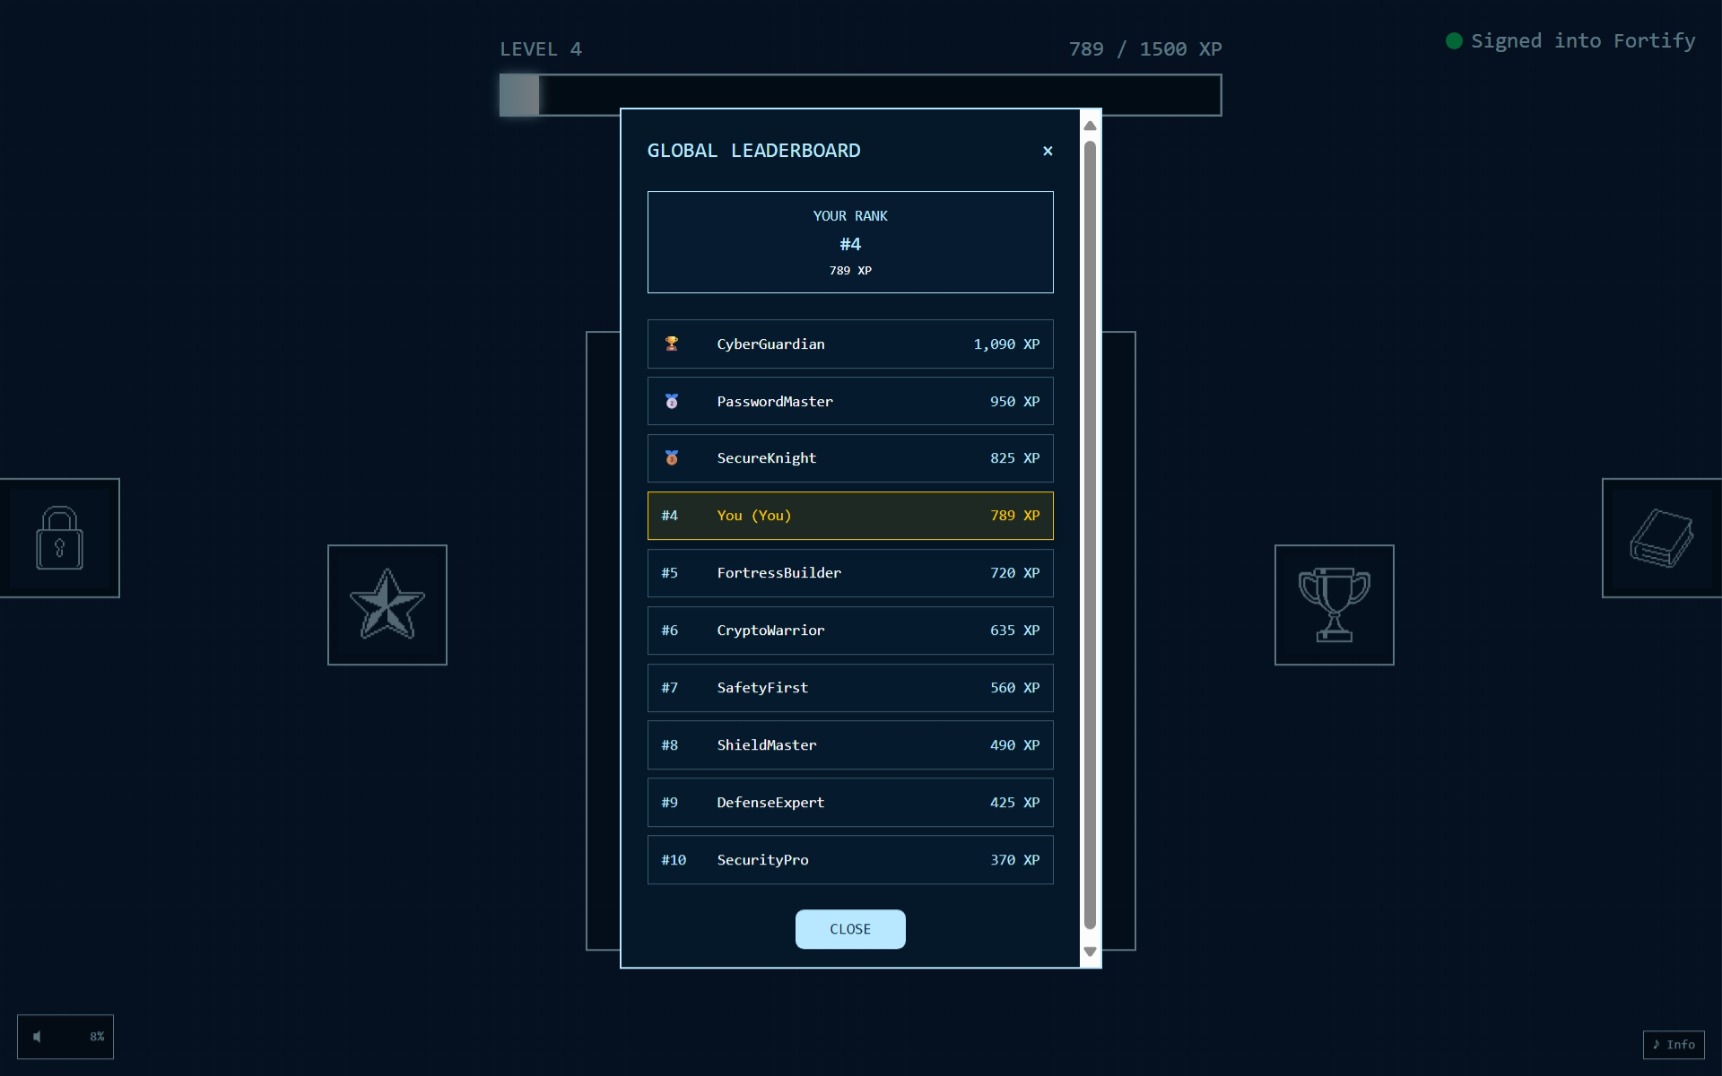 LEVEL 4
789 / 1500 XP
Signed into Fortify
GLOBAL LEADERBOARD
×
YOUR RANK
#4
789 XP
CyberGuardian 1,090 XP
PasswordMaster 950 XP
SecureKnight 825 XP
#4 You (You) 789 XP
#5 FortressBuilder 720 XP
#6 CryptoWarrior 635 XP
#7 SafetyFirst 560 XP
#8 ShieldMaster 490 XP
#9 DefenseExpert 425 XP
#10 SecurityPro 370 XP
CLOSE
8%
♪ Info